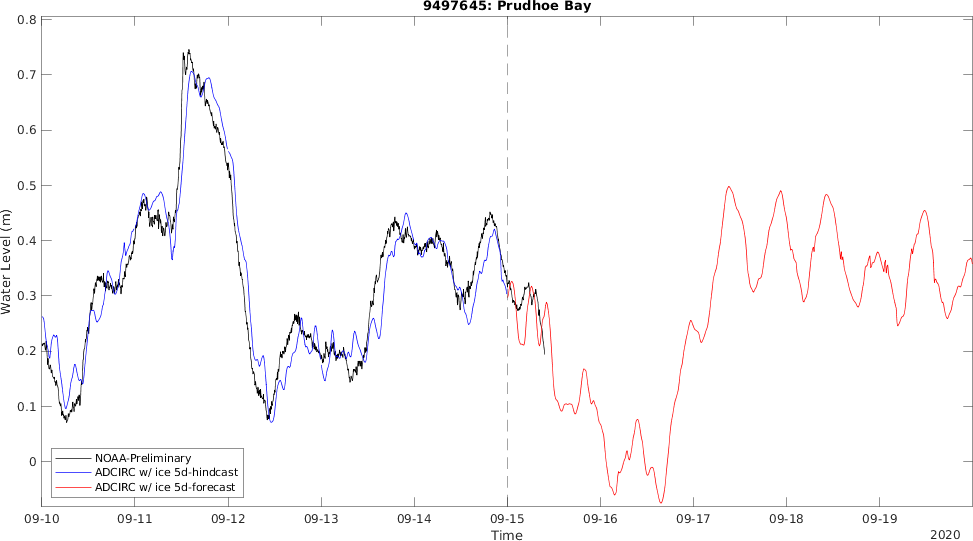 9497645: Prudhoe Bay
0.8
0.7
0.6
0.5
0.4
0.3
0.2
0.1
0
Water Level (m)
NOAA-Preliminary
ADCIRC w/ ice 5d-hindcast
ADCIRC w/ ice 5d-forecast
09-10 09-11 09-12 09-13 09-14 09-15 09-16 09-17 09-18 09-19
Time
2020